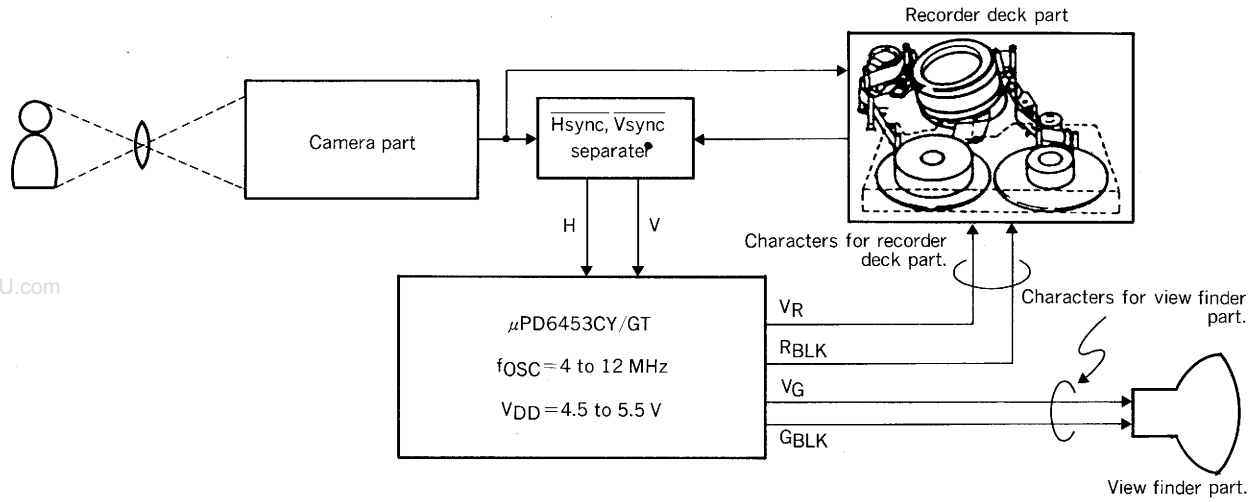 Recorder deck part
Camera part
Hsync, Vsync
separater
H
V
Characters for recorder
deck part.
U.com
Characters for view finder
part.
μPD6453CY/GT
fOSC=4 to 12 MHz
VDD=4.5 to 5.5 V
VR
RBLK
VG
GBLK
View finder part.